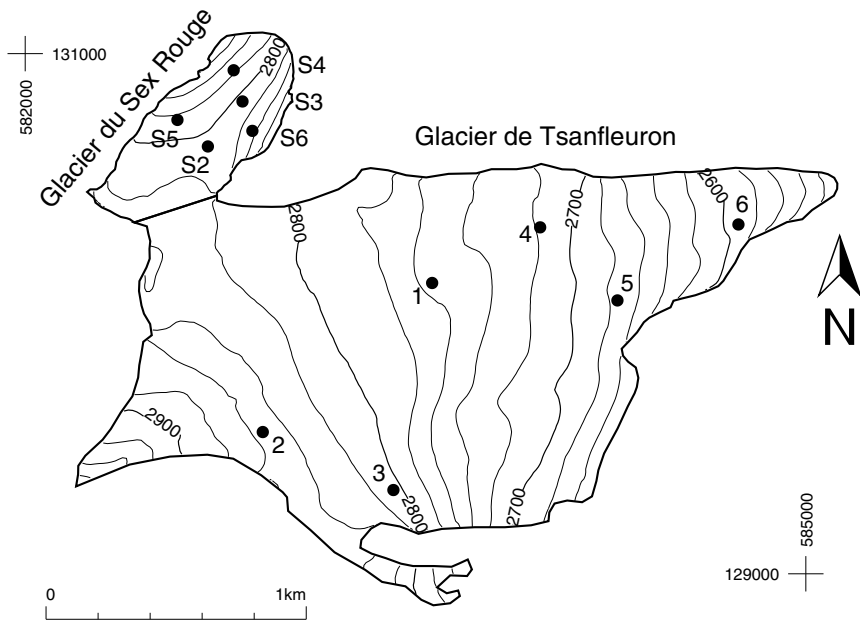 131000
582000
Glacier du Sex Rouge
2800
S4
S3
S5
S6
S2
Glacier de Tsanfleuron
2600
6
2800
2700
4
1
5
N
2900
2
3
2800
2700
585000
129000
0
1km